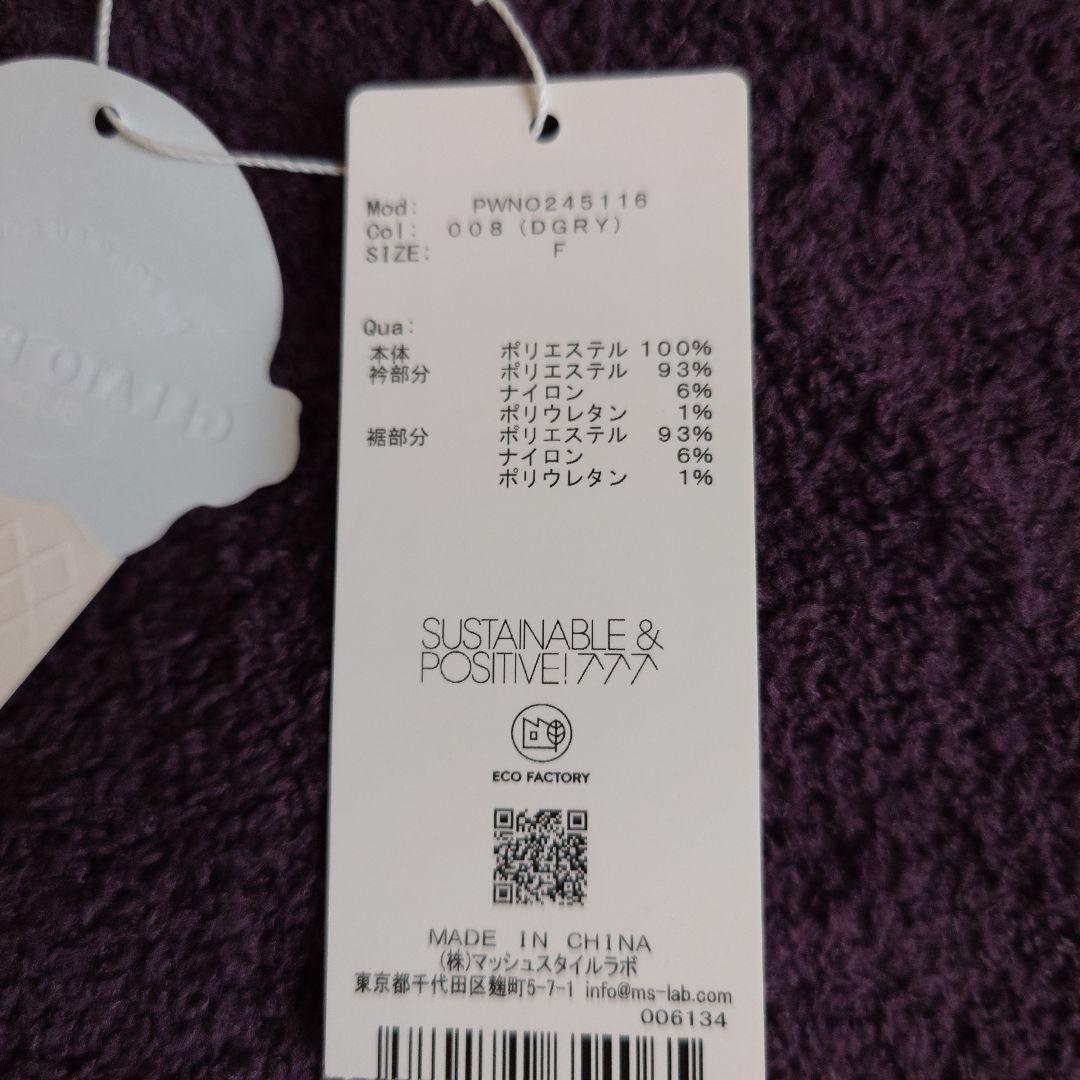 Mod: PWNO245116
Col: 008 (DGRY)
SIZE: F
Qua:
本体 ポリエステル 100%
衿部分 ポリエステル 93%
ナイロン 6%
ポリウレタン 1%
裾部分 ポリエステル 93%
ナイロン 6%
ポリウレタン 1%
SUSTAINABLE &
POSITIVE!
ECO FACTORY
MADE IN CHINA
(株)マッシュスタイルラボ
東京都千代田区麹町5-7-1 info@ms-lab.com
006134